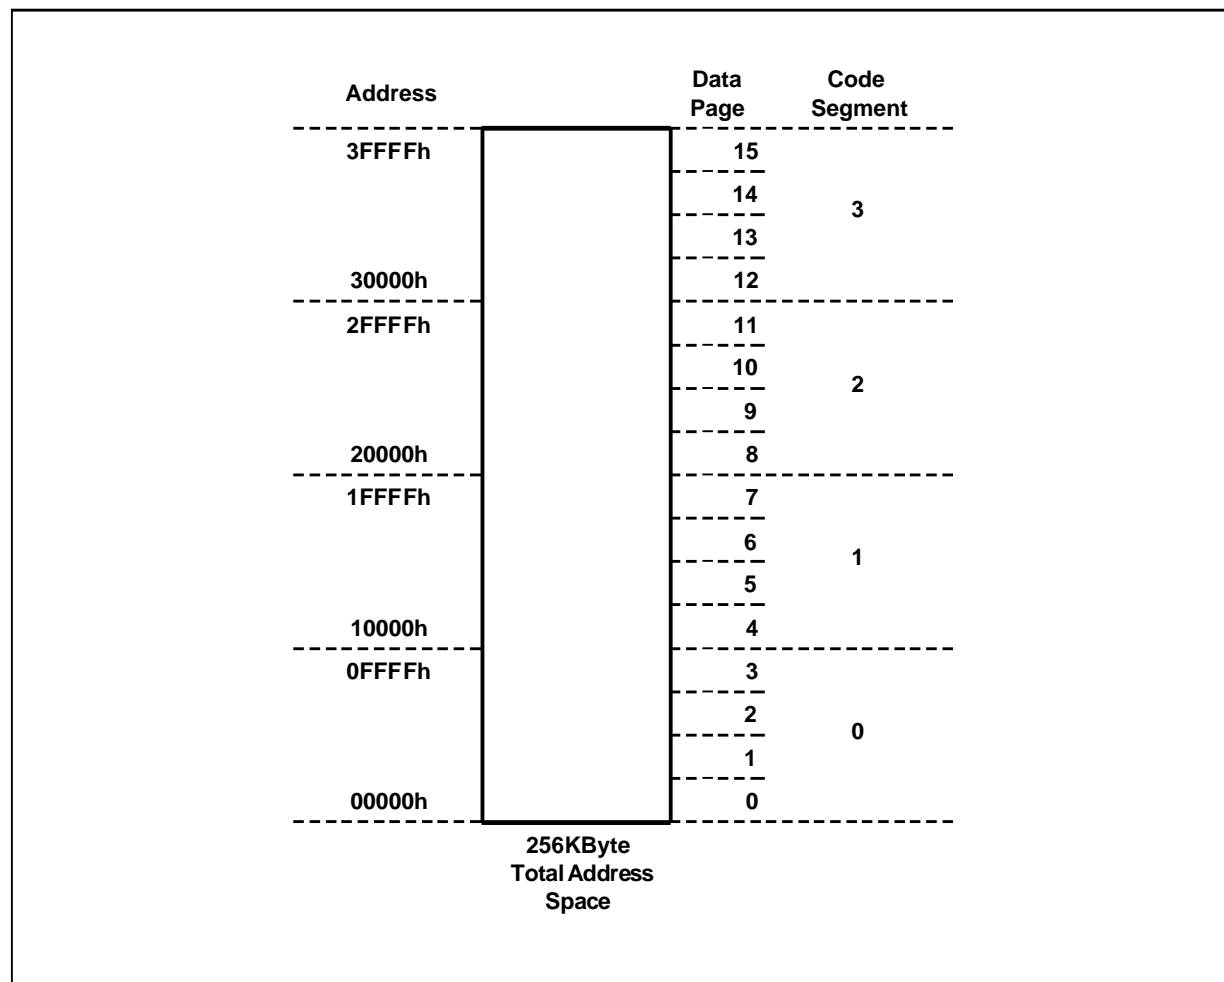 Address
Data
Page
Code
Segment
3FFFFh
15
14
3
13
30000h
12
2FFFFh
11
10
2
9
20000h
8
1FFFFh
7
6
1
5
10000h
4
0FFFFh
3
2
0
1
00000h
0
256KByte
Total Address
Space